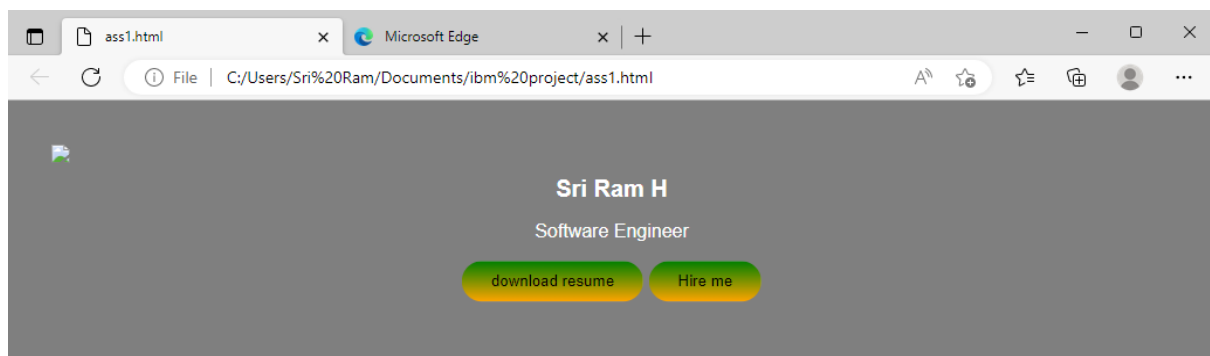 ass1.html Microsoft Edge
File C:/Users/Sri%20Ram/Documents/ibm%20project/ass1.html
Sri Ram H
Software Engineer
download resume Hire me